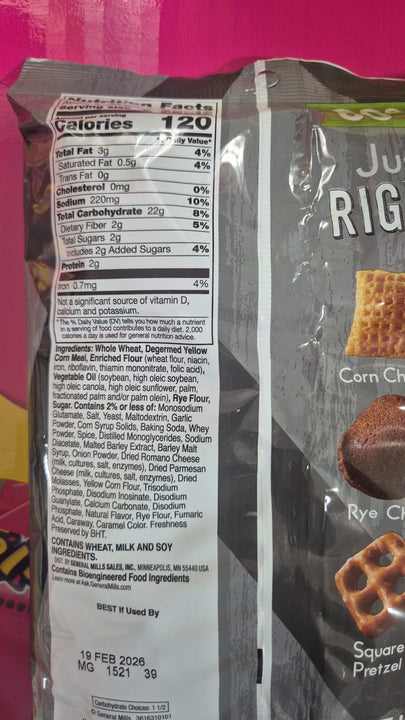 Nutrition Facts
Amount per serving
Calories 120
% Daily Value*
Total Fat 3g 4%
Saturated Fat 0.5g 4%
Trans Fat 0g
Cholesterol 0mg 0%
Sodium 220mg 10%
Total Carbohydrate 22g 8%
Dietary Fiber 2g 5%
Total Sugars 2g
Includes 2g Added Sugars 4%
Protein 2g
Iron 0.7mg 4%
Not a significant source of vitamin D,
calcium and potassium.
* The % Daily Value (DV) tells you how much a nutrient
in a serving of food contributes to a daily diet. 2,000
calories a day is used for general nutrition advice.
Ingredients: Whole Wheat, Degermed Yellow
Corn Meal, Enriched Flour (wheat flour, niacin,
iron, riboflavin, thiamin mononitrate, folic acid),
Vegetable Oil (soybean, high oleic soybean,
high oleic canola, high oleic sunflower, palm,
fractionated palm and/or palm olein), Rye Flour,
Sugar. Contains 2% or less of: Monosodium
Glutamate, Salt, Yeast, Maltodextrin, Garlic
Powder, Corn Syrup Solids, Baking Soda, Whey
Powder, Spice, Distilled Monoglycerides, Sodium
Diacetate, Malted Barley Extract, Barley Malt
Syrup, Onion Powder, Dried Romano Cheese
(milk, cultures, salt, enzymes), Dried Parmesan
Cheese (milk, cultures, salt, enzymes), Dried
Molasses, Yellow Corn Flour, Trisodium
Phosphate, Disodium Inosinate, Disodium
Guanylate, Calcium Carbonate, Disodium
Phosphate, Natural Flavor, Rye Flour, Fumaric
Acid, Caraway, Caramel Color. Freshness
Preserved by BHT.
CONTAINS WHEAT, MILK AND SOY
INGREDIENTS.
DIST. BY GENERAL MILLS SALES, INC., MINNEAPOLIS, MN 55440 USA
Contains Bioengineered Food Ingredients
Learn more at Ask.GeneralMills.com
BEST If Used By
19 FEB 2026
MG 1521 39
Carbohydrate Choices: 1 1/2
© General Mills 3616310101
Ju
RIG
Corn Ch
Rye Ch
Square
Pretzel